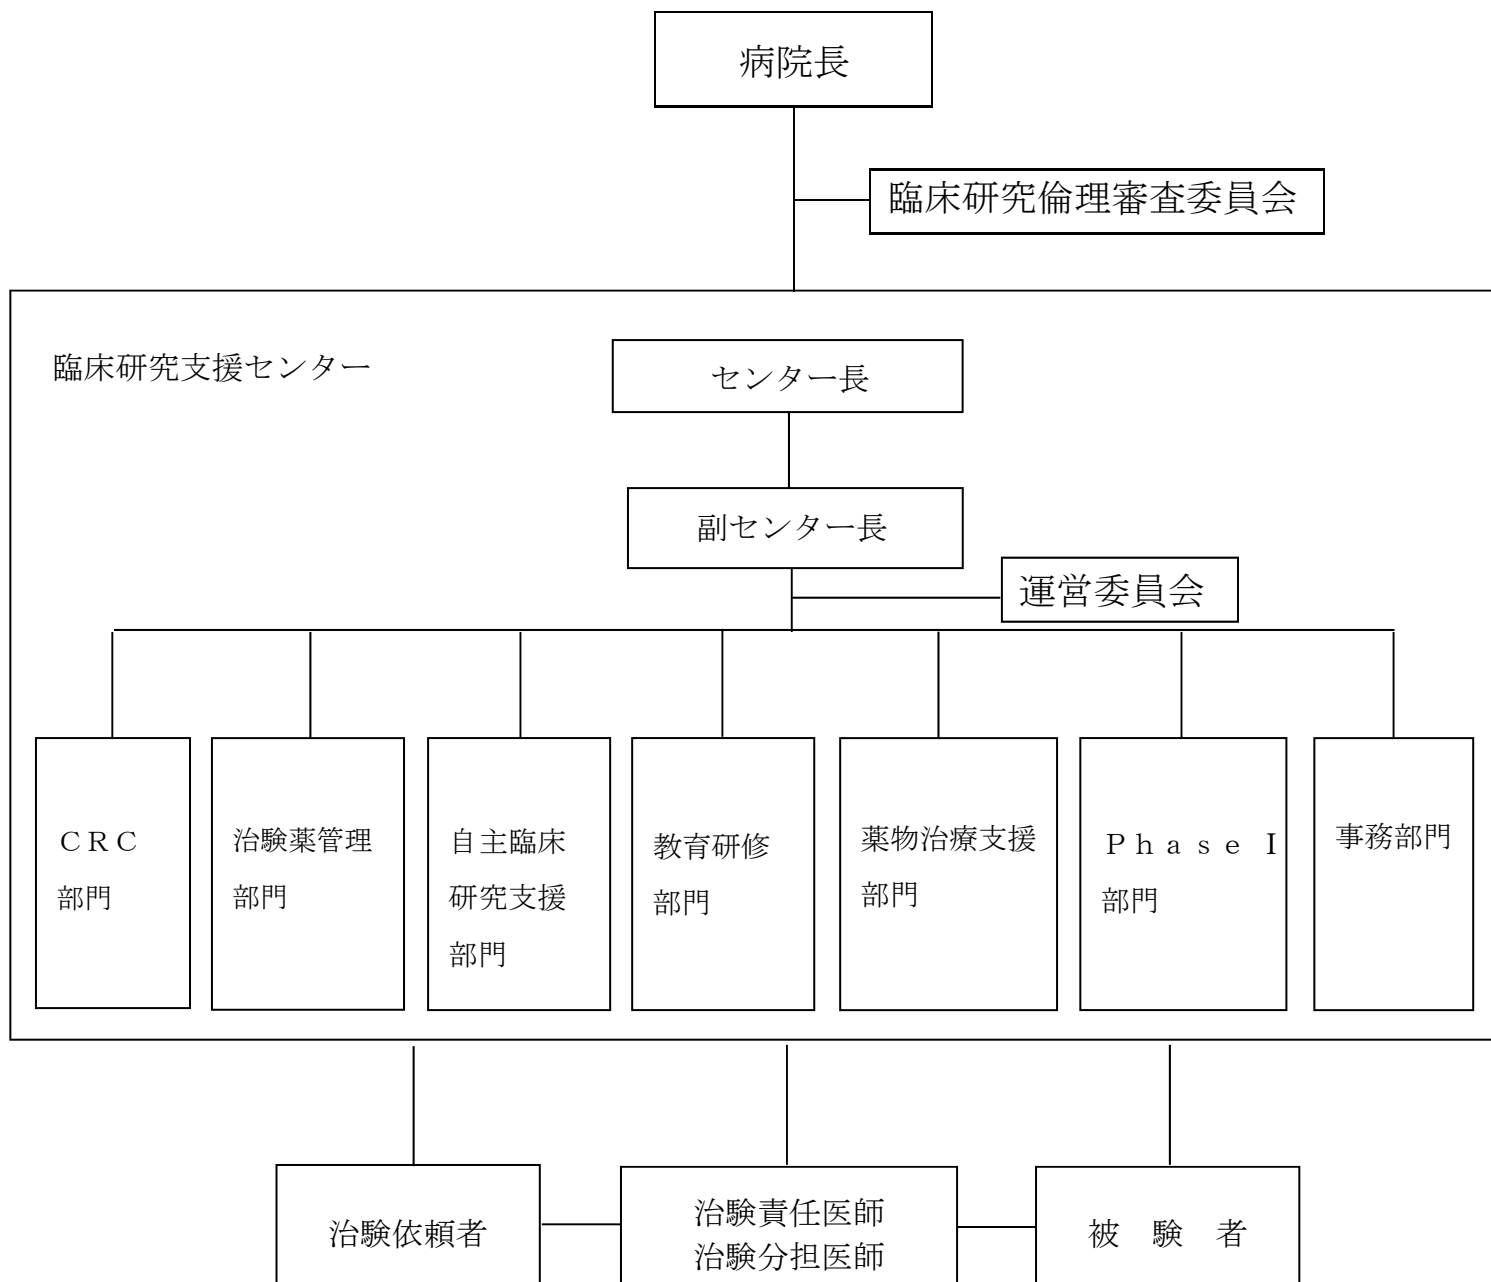 病院長
臨床研究倫理審査委員会
臨床研究支援センター
センター長
副センター長
運営委員会
ＣＲＣ
部門
治験薬管理
部門
自主臨床
研究支援
部門
教育研修
部門
薬物治療支援
部門
Ｐｈａｓｅ Ｉ
部門
事務部門
治験依頼者
治験責任医師
治験分担医師
被　験　者